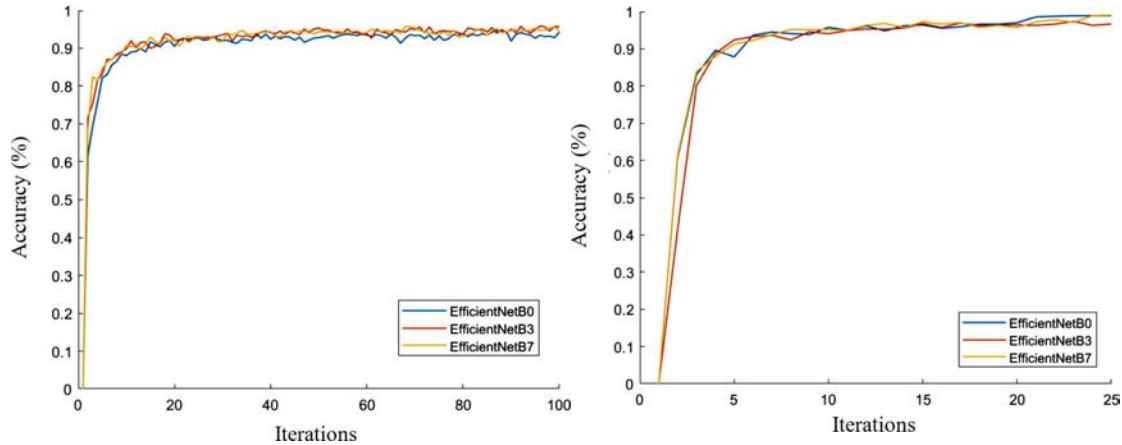 1
0.9
0.8
0.7
0.6
0.5
0.4
0.3
0.2
0.1
0
Accuracy (%)
0 20 40 60 80 100
Iterations
EfficientNetB0
EfficientNetB3
EfficientNetB7
1
0.9
0.8
0.7
0.6
0.5
0.4
0.3
0.2
0.1
0
Accuracy (%)
0 5 10 15 20 25
Iterations
EfficientNetB0
EfficientNetB3
EfficientNetB7